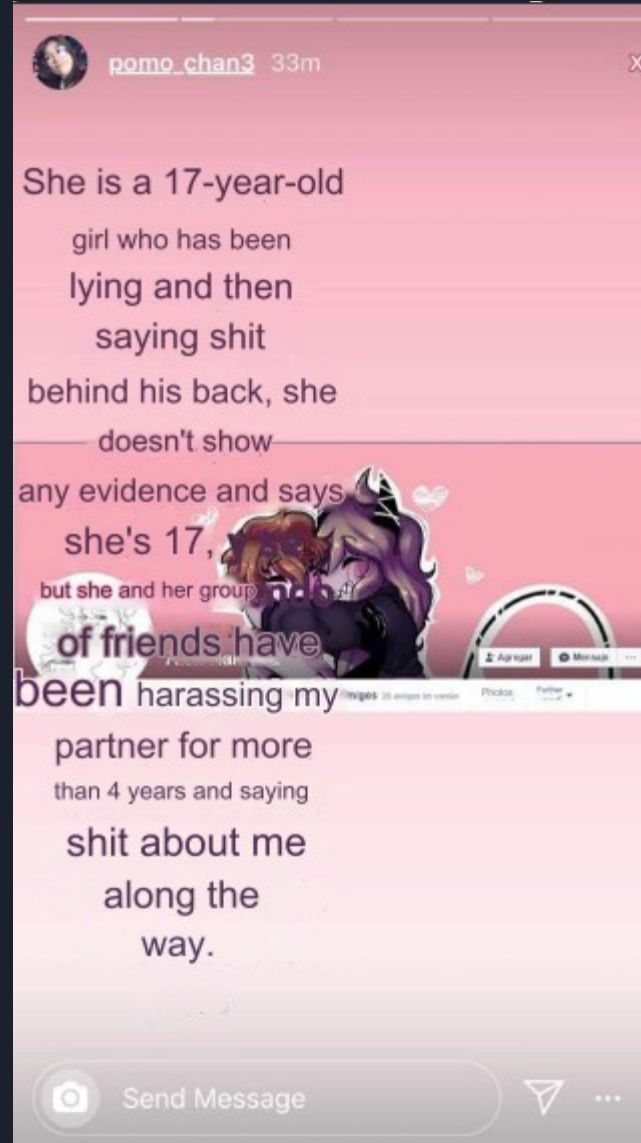 pomo_chan3 33m
x
She is a 17-year-old
girl who has been
lying and then
saying shit
behind his back, she
doesn't show
any evidence and says
she's 17,
but she and her group
of friends have
Agregar
Mensaje
been harassing my
Photos
partner for more
than 4 years and saying
shit about me
along the
way.
Send Message